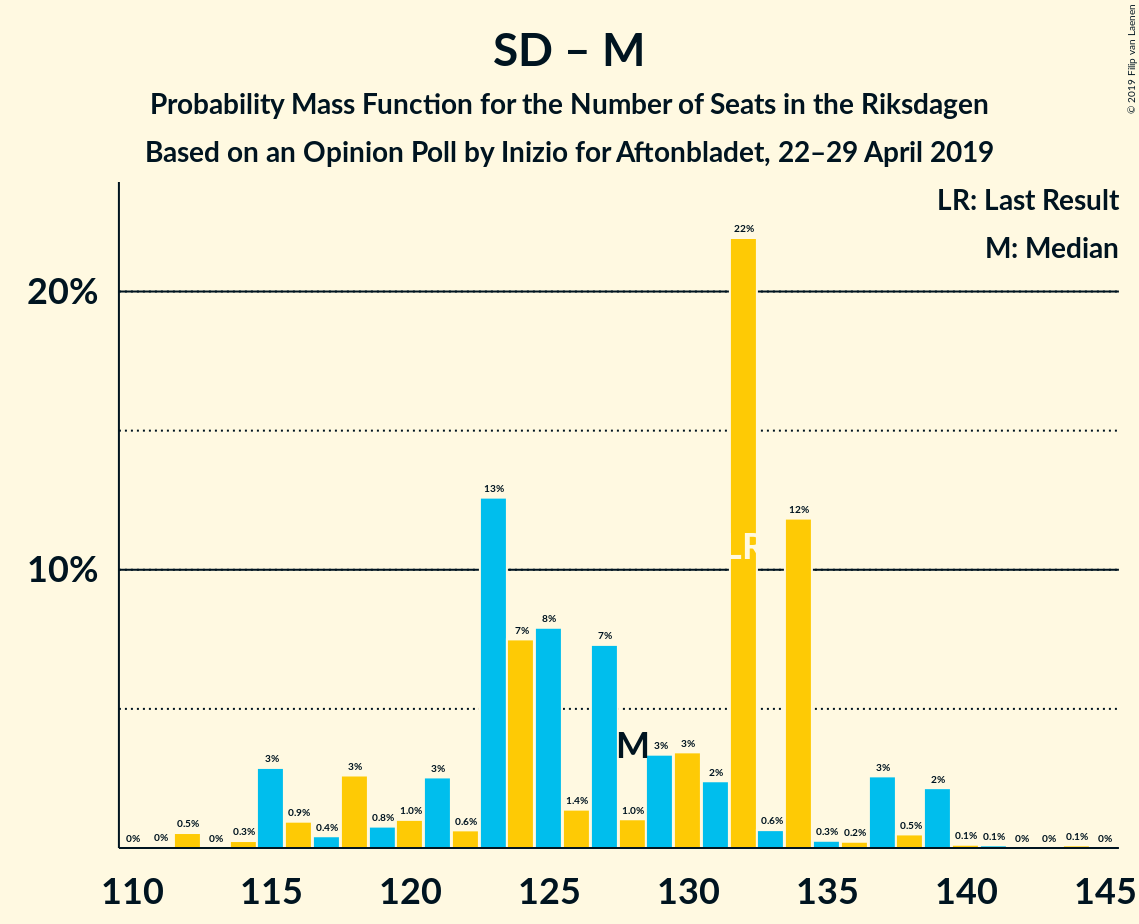 SD – M
Probability Mass Function for the Number of Seats in the Riksdagen
Based on an Opinion Poll by Inizio for Aftonbladet, 22–29 April 2019
© 2019 Filip van Laenen
LR: Last Result
M: Median
20%
10%
0% 0% 0.5% 0% 0.3% 3% 0.9% 0.4% 3% 0.8% 1.0% 3% 0.6% 13% 7% 8% 1.4% 7% 1.0% 3% 3% 2% 22% 0.6% 12% 0.3% 0.2% 3% 0.5% 2% 0.1% 0.1% 0% 0% 0.1% 0%
LR
M
110 115 120 125 130 135 140 145